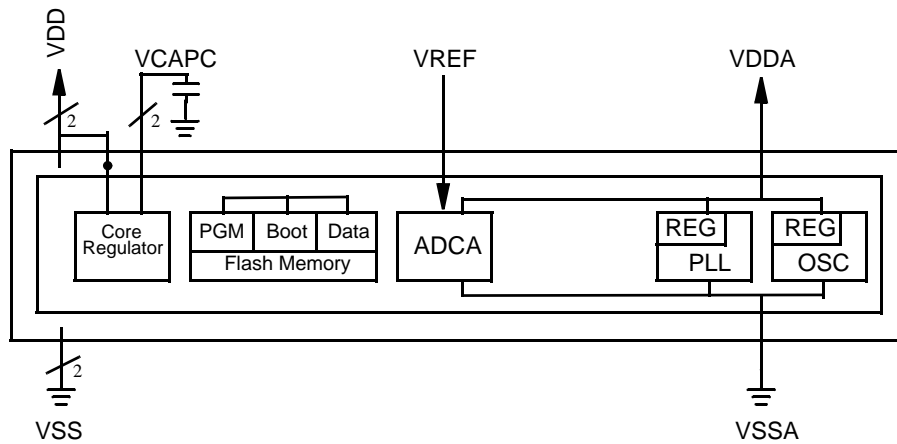 VDD
VCAPC
VREF
VDDA
2
2
Core
Regulator
PGM
Boot
Data
Flash Memory
ADCA
REG
PLL
REG
OSC
2
VSS
VSSA